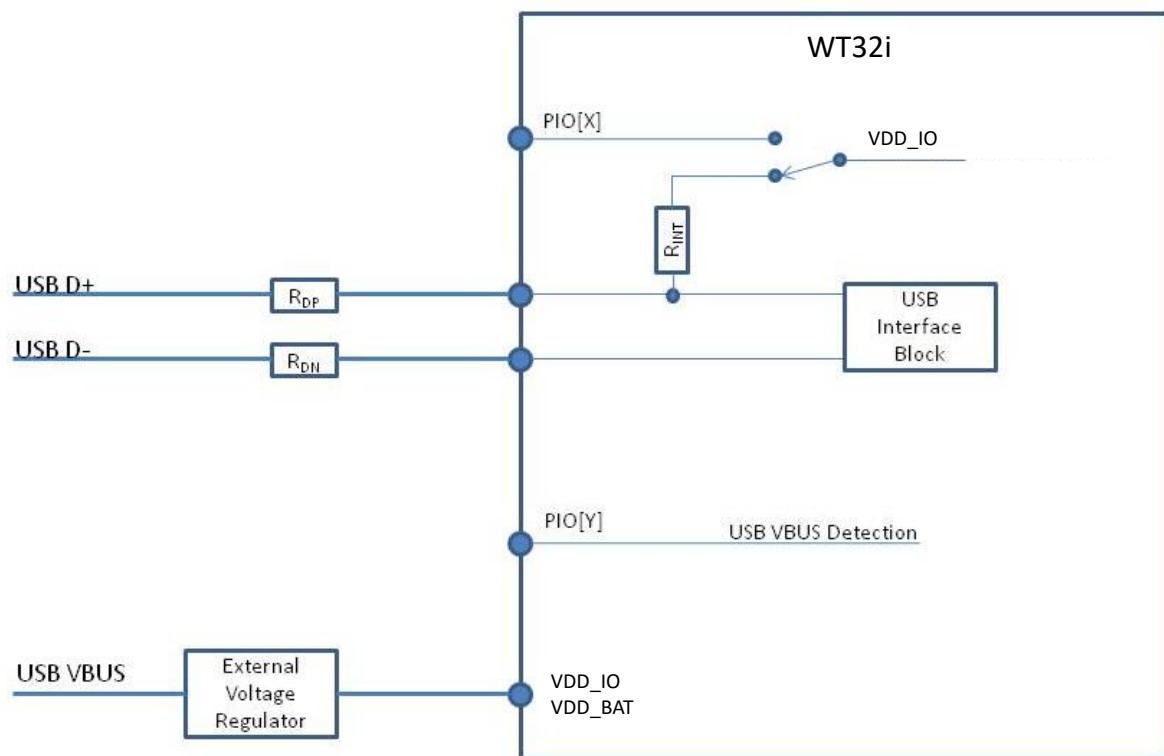 WT32i
PIO[X]
VDD_IO
RINT
USB D+
RDP
USB
Interface
Block
USB D-
RDN
PIO[Y]
USB VBUS Detection
USB VBUS
External
Voltage
Regulator
VDD_IO
VDD_BAT